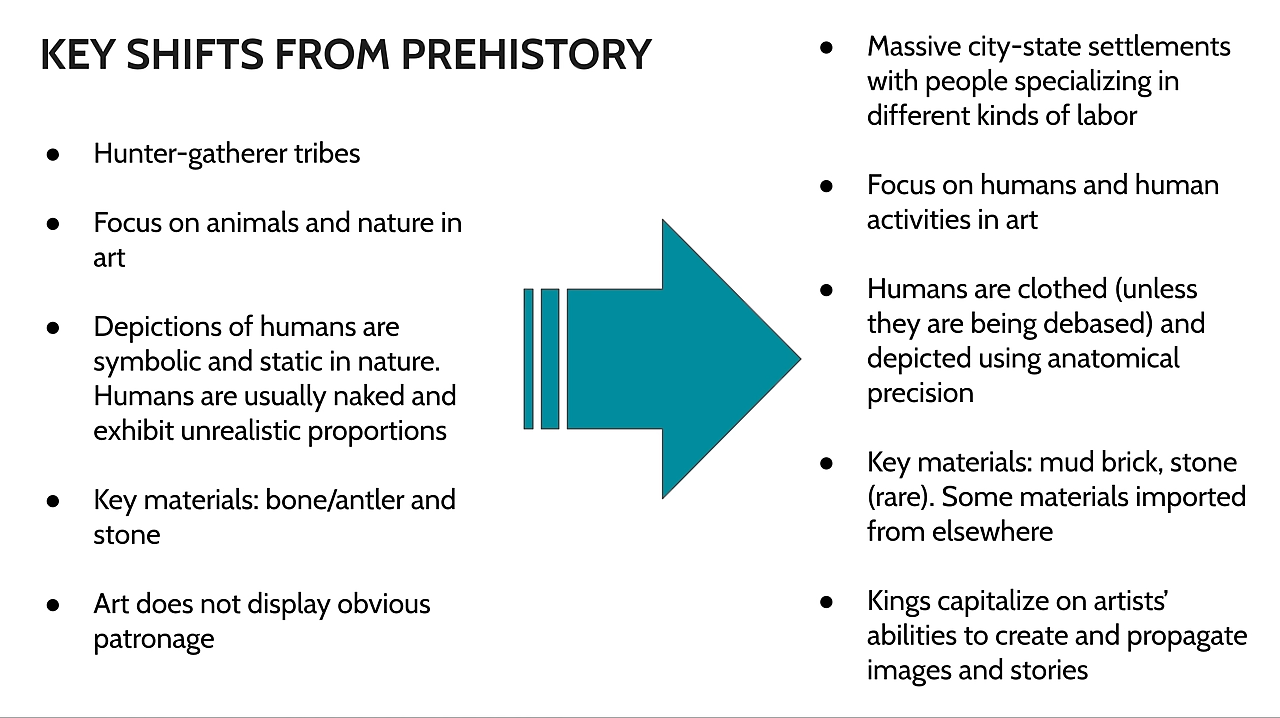 KEY SHIFTS FROM PREHISTORY
● Hunter-gatherer tribes
● Focus on animals and nature in
art
● Depictions of humans are
symbolic and static in nature.
Humans are usually naked and
exhibit unrealistic proportions
● Key materials: bone/antler and
stone
● Art does not display obvious
patronage
● Massive city-state settlements
with people specializing in
different kinds of labor
● Focus on humans and human
activities in art
● Humans are clothed (unless
they are being debased) and
depicted using anatomical
precision
● Key materials: mud brick, stone
(rare). Some materials imported
from elsewhere
● Kings capitalize on artists’
abilities to create and propagate
images and stories